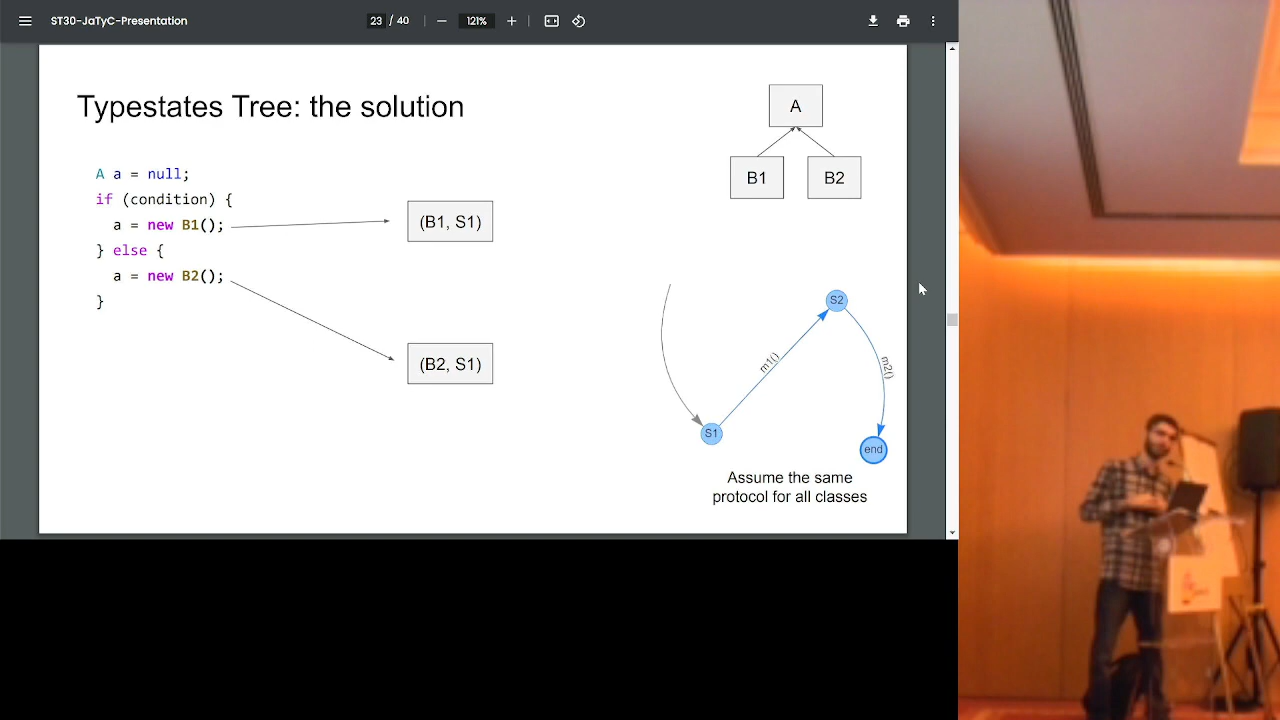 ST30-JaTyC-Presentation
23 / 40
121%
Typestates Tree: the solution
A a = null;
if (condition) {
a = new B1();
} else {
a = new B2();
}
(B1, S1)
(B2, S1)
A
B1
B2
S2
m1()
m2()
S1
end
Assume the same
protocol for all classes